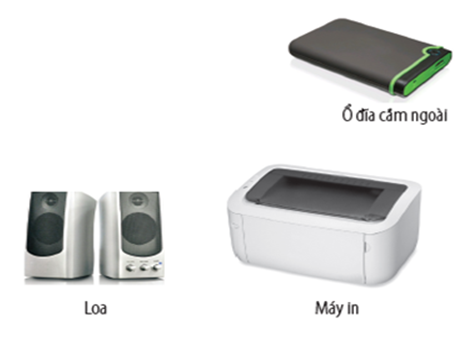 Ổ đĩa cắm ngoài
Loa
Máy in